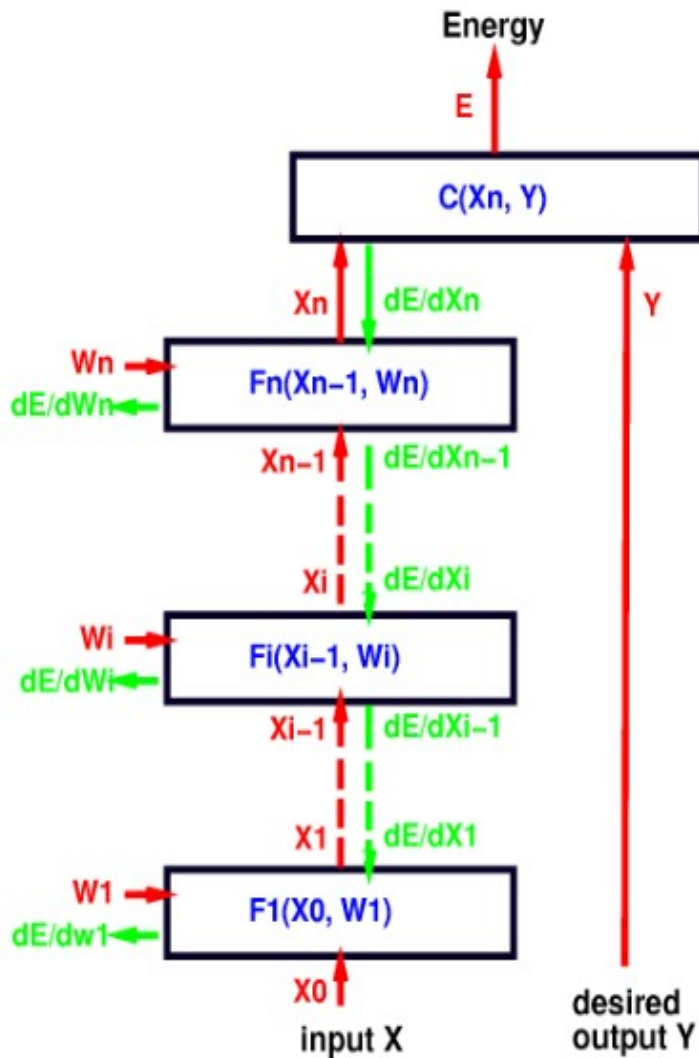 Energy
E
C(Xn, Y)
Xn
dE/dXn
Y
Wn
Fn(Xn-1, Wn)
dE/dWn
Xn-1
dE/dXn-1
Xi
dE/dXi
Wi
Fi(Xi-1, Wi)
dE/dWi
Xi-1
dE/dXi-1
X1
dE/dX1
W1
F1(X0, W1)
dE/dw1
X0
input X
desired
output Y